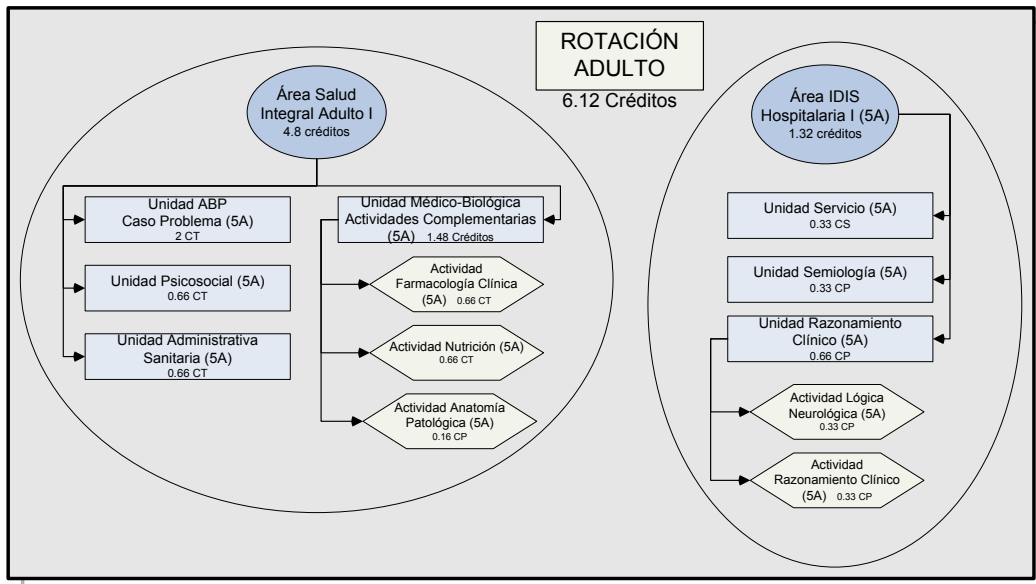 ROTACIÓN
ADULTO
6.12 Créditos
Área Salud
Integral Adulto I
4.8 créditos
Unidad ABP
Caso Problema (5A)
2 CT
Unidad Psicosocial (5A)
0.66 CT
Unidad Administrativa
Sanitaria (5A)
0.66 CT
Unidad Médico-Biológica
Actividades Complementarias
(5A) 1.48 Créditos
Actividad
Farmacología Clínica
(5A) 0.66 CT
Actividad Nutrición (5A)
0.66 CT
Actividad Anatomía
Patológica (5A)
0.16 CP
Área IDIS
Hospitalaria I (5A)
1.32 créditos
Unidad Servicio (5A)
0.33 CS
Unidad Semiología (5A)
0.33 CP
Unidad Razonamiento
Clínico (5A)
0.66 CP
Actividad Lógica
Neurológica (5A)
0.33 CP
Actividad
Razonamiento Clínico
(5A) 0.33 CP